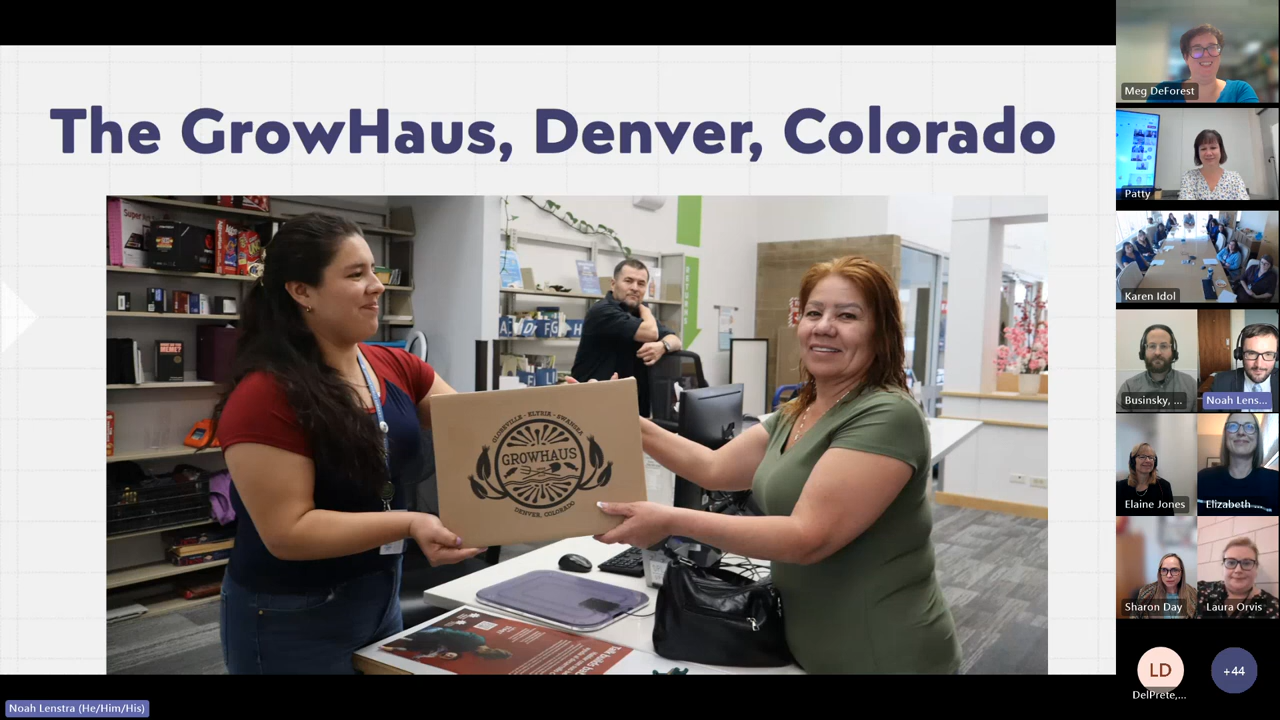 The GrowHaus, Denver, Colorado
GLOBEVILLE - ELYRIA - SWANSEA
GROWHAUS
DENVER, COLORADO
RETURNS
Meg DeForest
Patty
Karen Idol
Businsky, ...
Noah Lens...
Elaine Jones
Elizabeth ...
Sharon Day
Laura Orvis
LD
DelPrete,...
+44
Noah Lenstra (He/Him/His)